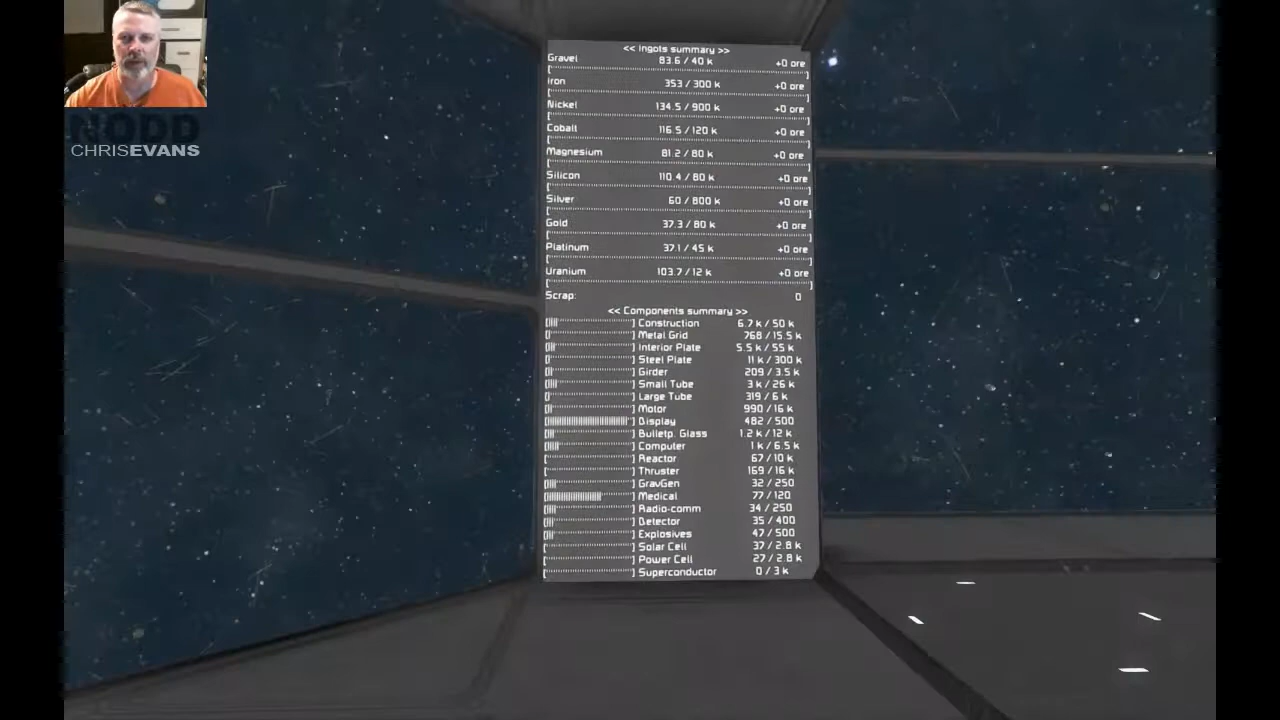 NODD
CHRISEVANS
<< Ingots summary >>
Gravel 83.6 / 40 k +0 ore
Iron 353 / 300 k +0 ore
Nickel 134.5 / 900 k +0 ore
Cobalt 116.5 / 120 k +0 ore
Magnesium 81.2 / 80 k +0 ore
Silicon 110.4 / 80 k +0 ore
Silver 60 / 800 k +0 ore
Gold 37.3 / 80 k +0 ore
Platinum 37.1 / 45 k +0 ore
Uranium 103.7 / 12 k +0 ore
Scrap: 0
<< Components summary >>
Construction 6.7 k / 50 k
Metal Grid 768 / 15.5 k
Interior Plate 5.5 k / 55 k
Steel Plate 11 k / 300 k
Girder 209 / 3.5 k
Small Tube 3 k / 26 k
Large Tube 319 / 6 k
Motor 990 / 16 k
Display 482 / 500
Bulletp. Glass 1.2 k / 12 k
Computer 1 k / 6.5 k
Reactor 67 / 10 k
Thruster 169 / 16 k
GravGen 32 / 250
Medical 77 / 120
Radio-comm 34 / 250
Detector 35 / 400
Explosives 47 / 500
Solar Cell 37 / 2.8 k
Power Cell 27 / 2.8 k
Superconductor 0 / 3 k